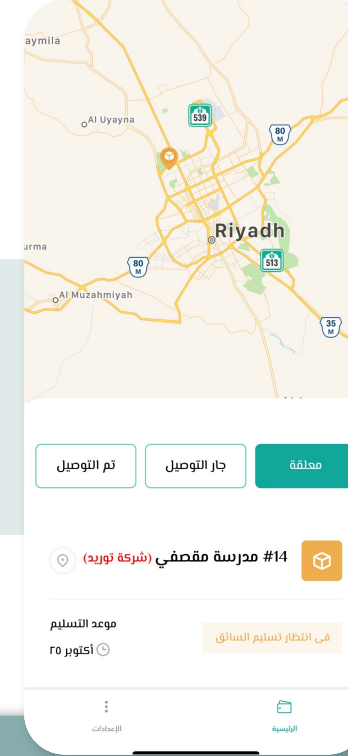 aymila
539
Al Uyayna
80
M
Riyadh
urma
80
M
513
Al Muzahmiyah
35
M
معلقة
جار التوصيل
تم التوصيل
#14 مدرسة مقصفي (شركة توريد)
موعد التسليم
فى انتظار تسليم السائق
٢٥ أكتوبر
الرئيسية
الإعدادات